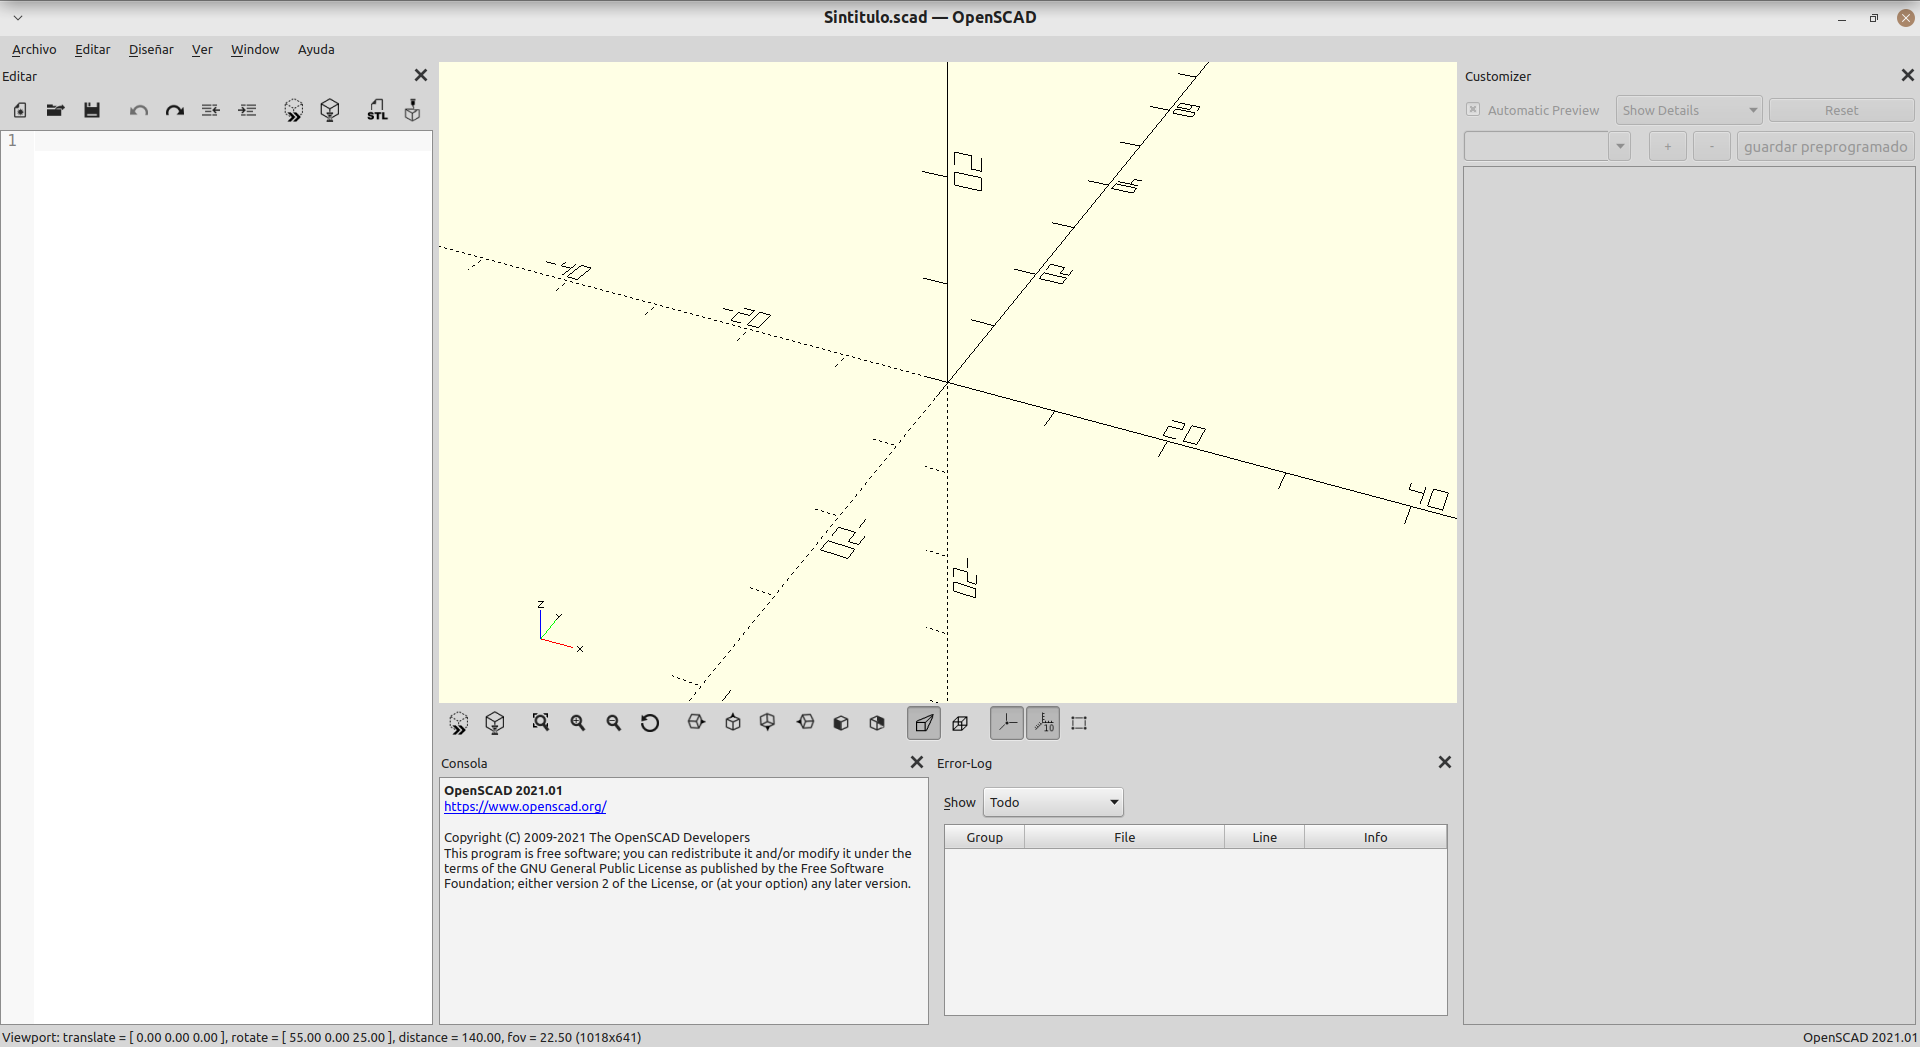 Sintitulo.scad — OpenSCAD
Archivo Editar Diseñar Ver Window Ayuda
Editar
STL
1
20
40
20
-20
-40
20
-20
-20
Z
Y
X
10
Customizer
Automatic Preview Show Details Reset
+ - guardar preprogramado
Consola
OpenSCAD 2021.01
https://www.openscad.org/
Copyright (C) 2009-2021 The OpenSCAD Developers
This program is free software; you can redistribute it and/or modify it under the
terms of the GNU General Public License as published by the Free Software
Foundation; either version 2 of the License, or (at your option) any later version.
Error-Log
Show Todo
Group File Line Info
Viewport: translate = [ 0.00 0.00 0.00 ], rotate = [ 55.00 0.00 25.00 ], distance = 140.00, fov = 22.50 (1018x641)
OpenSCAD 2021.01